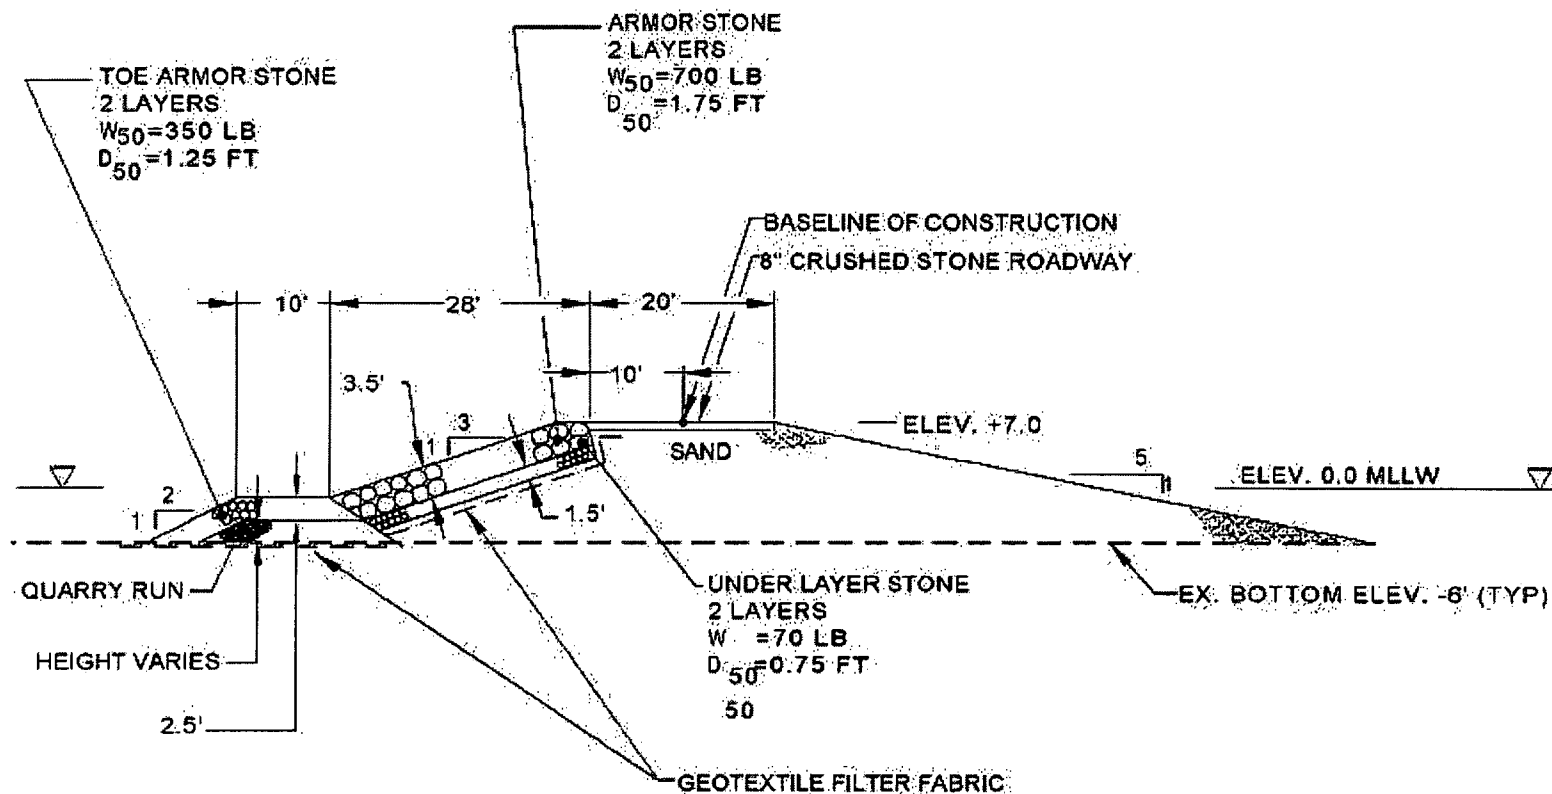 ARMOR STONE
2 LAYERS
W50=700 LB
D50=1.75 FT
TOE ARMOR STONE
2 LAYERS
W50=350 LB
D50=1.25 FT
BASELINE OF CONSTRUCTION
8" CRUSHED STONE ROADWAY
10'
28'
20'
10'
3.5'
1
3
ELEV. +7.0
SAND
5
1
ELEV. 0.0 MLLW
2
1
1.5'
QUARRY RUN
UNDER LAYER STONE
2 LAYERS
W =70 LB
D50=0.75 FT
50
EX. BOTTOM ELEV. -6' (TYP)
HEIGHT VARIES
2.5'
GEOTEXTILE FILTER FABRIC